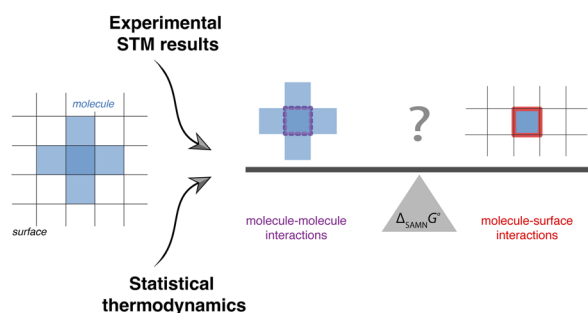 Experimental
STM results
molecule
surface
Statistical
thermodynamics
?
molecule-molecule
interactions
Δ_SAMN G°
molecule-surface
interactions